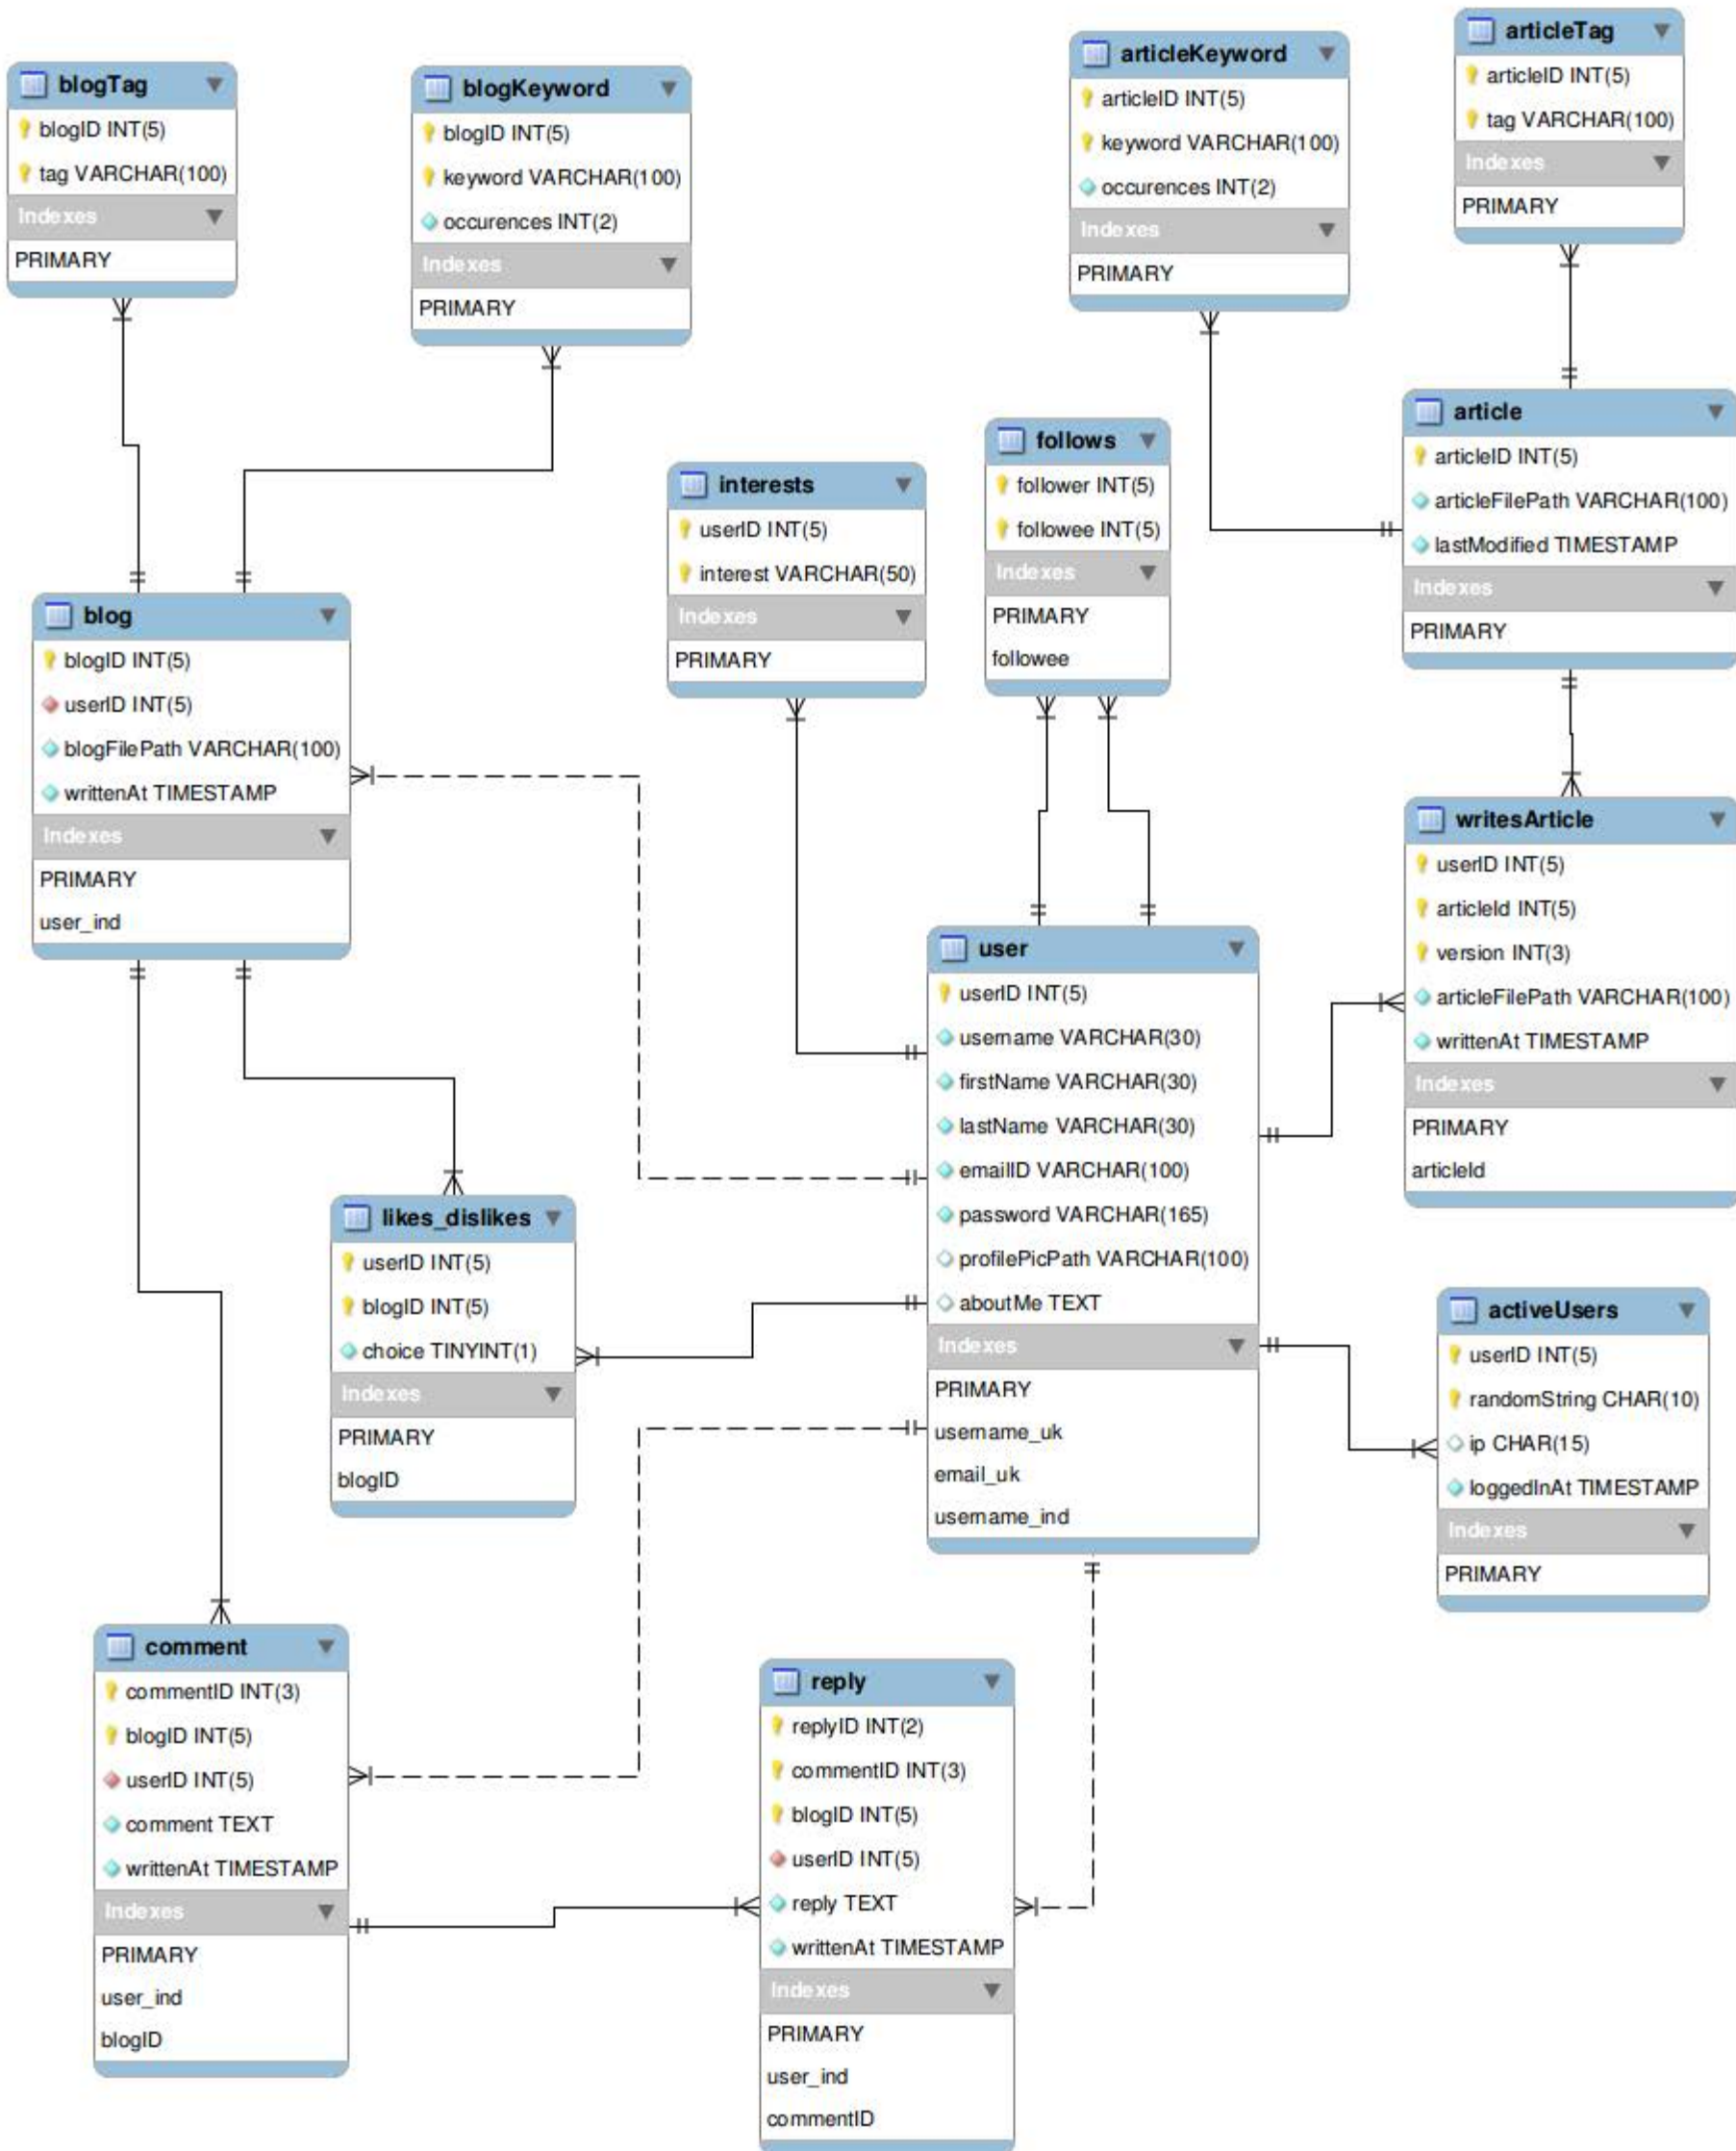 blogTag
blogID INT(5)
tag VARCHAR(100)
Indexes
PRIMARY
blogKeyword
blogID INT(5)
keyword VARCHAR(100)
occurences INT(2)
Indexes
PRIMARY
articleKeyword
articleID INT(5)
keyword VARCHAR(100)
occurences INT(2)
Indexes
PRIMARY
articleTag
articleID INT(5)
tag VARCHAR(100)
Indexes
PRIMARY
article
articleID INT(5)
articleFilePath VARCHAR(100)
lastModified TIMESTAMP
Indexes
PRIMARY
follows
follower INT(5)
followee INT(5)
Indexes
PRIMARY
followee
interests
userID INT(5)
interest VARCHAR(50)
Indexes
PRIMARY
blog
blogID INT(5)
userID INT(5)
blogFilePath VARCHAR(100)
writtenAt TIMESTAMP
Indexes
PRIMARY
user_ind
writesArticle
userID INT(5)
articleId INT(5)
version INT(3)
articleFilePath VARCHAR(100)
writtenAt TIMESTAMP
Indexes
PRIMARY
articleId
user
userID INT(5)
username VARCHAR(30)
firstName VARCHAR(30)
lastName VARCHAR(30)
emailID VARCHAR(100)
password VARCHAR(165)
profilePicPath VARCHAR(100)
aboutMe TEXT
Indexes
PRIMARY
username_uk
email_uk
username_ind
likes_dislikes
userID INT(5)
blogID INT(5)
choice TINYINT(1)
Indexes
PRIMARY
blogID
activeUsers
userID INT(5)
randomString CHAR(10)
ip CHAR(15)
loggedInAt TIMESTAMP
Indexes
PRIMARY
comment
commentID INT(3)
blogID INT(5)
userID INT(5)
comment TEXT
writtenAt TIMESTAMP
Indexes
PRIMARY
user_ind
blogID
reply
replyID INT(2)
commentID INT(3)
blogID INT(5)
userID INT(5)
reply TEXT
writtenAt TIMESTAMP
Indexes
PRIMARY
user_ind
commentID